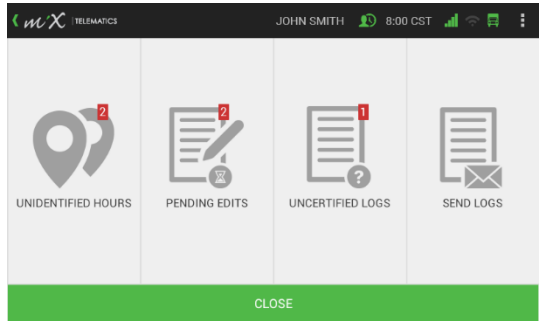 miX TELEMATICS JOHN SMITH 8:00 CST
2 2 1
?
UNIDENTIFIED HOURS PENDING EDITS UNCERTIFIED LOGS SEND LOGS
CLOSE